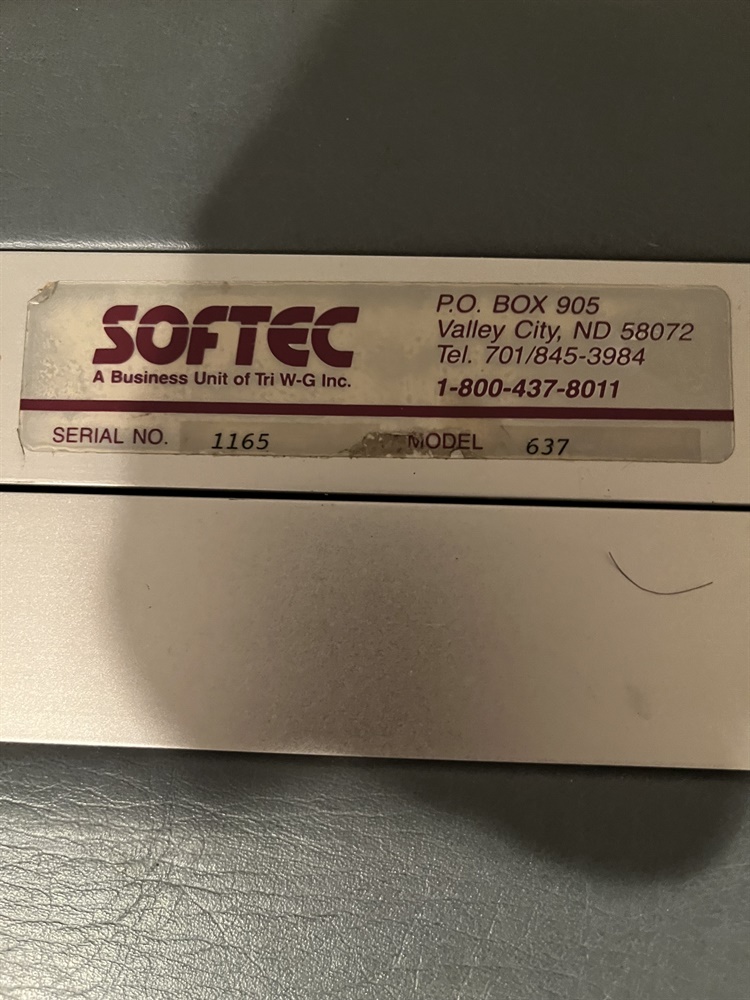 SOFTEC
A Business Unit of Tri W-G Inc.
P.O. BOX 905
Valley City, ND 58072
Tel. 701/845-3984
1-800-437-8011
SERIAL NO. 1165 MODEL 637